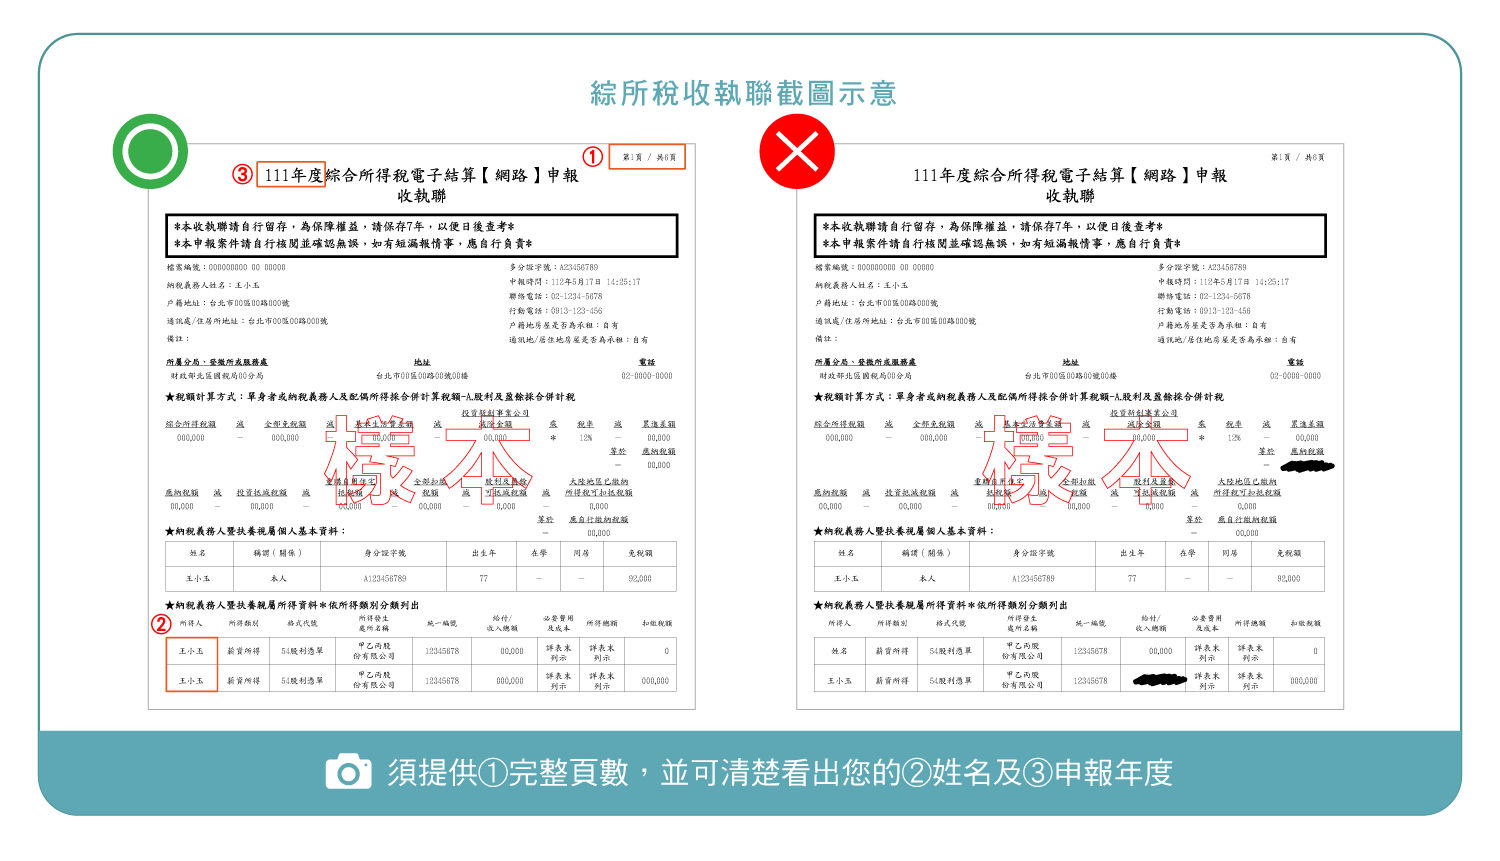 綜所稅收執聯截圖示意
① 第1頁 / 共6頁
③ 111年度綜合所得稅電子結算【網路】申報
收執聯
*本收執聯請自行留存，為保障權益，請保存7年，以便日後查考*
*本申報案件請自行核閱並確認無誤，如有短漏報情事，應自行負責*
檔案編號：000000000 00 00000
多分證字號：A23456789
納稅義務人姓名：王小玉
申報時間：112年5月17日 14:25:17
聯絡電話：02-1234-5678
戶籍地址：台北市00區00路000號
行動電話：0913-123-456
通訊處/住居所地址：台北市00區00路000號
戶籍地房屋是否為承租：自有
備註：
通訊地/居住地房屋是否為承租：自有
所屬分局、登徵所或服務處 地址 電話
財政部北區國稅局00分局 台北市00區00路00號00樓 02-0000-0000
★稅額計算方式：單身者或納稅義務人及配偶所得採合併計算稅額-A.股利及盈餘採合併計稅
投資新創事業公司
綜合所得稅額 減 全部免稅額 減 基本生活費差額 減 減除金額 乘 稅率 減 累進差額
000,000 － 000,000 － 00,000 － 00,000 * 12% － 00,000
等於 應納稅額
－ 00,000
重購自用住宅 全部扣繳 股利及盈餘 大陸地區已繳納
應納稅額 減 投資抵減稅額 減 抵稅額 減 稅額 減 可抵減稅額 減 所得稅可扣抵稅額
00,000 － 00,000 － 00,000 － 00,000 － 0,000 － 0,000
等於 應自行繳納稅額
－ 00,000
樣本
★納稅義務人暨扶養親屬個人基本資料：
姓名 稱謂（關係） 身分證字號 出生年 在學 同居 免稅額
王小玉 本人 A123456789 77 － － 92,000
★納稅義務人暨扶養親屬所得資料＊依所得類別分類列出
② 所得人 所得類別 格式代號 所得發生處所名稱 統一編號 給付/收入總額 必要費用及成本 所得總額 扣繳稅額
王小玉 薪資所得 54股利憑單 甲乙丙股份有限公司 12345678 00,000 詳表末列示 詳表末列示 0
王小玉 薪資所得 54股利憑單 甲乙丙股份有限公司 12345678 000,000 詳表末列示 詳表末列示 000,000
第1頁 / 共6頁
111年度綜合所得稅電子結算【網路】申報
收執聯
*本收執聯請自行留存，為保障權益，請保存7年，以便日後查考*
*本申報案件請自行核閱並確認無誤，如有短漏報情事，應自行負責*
檔案編號：000000000 00 00000
多分證字號：A23456789
納稅義務人姓名：王小玉
申報時間：112年5月17日 14:25:17
聯絡電話：02-1234-5678
戶籍地址：台北市00區00路000號
行動電話：0913-123-456
通訊處/住居所地址：台北市00區00路000號
戶籍地房屋是否為承租：自有
備註：
通訊地/居住地房屋是否為承租：自有
所屬分局、登徵所或服務處 地址 電話
財政部北區國稅局00分局 台北市00區00路00號00樓 02-0000-0000
★稅額計算方式：單身者或納稅義務人及配偶所得採合併計算稅額-A.股利及盈餘採合併計稅
投資新創事業公司
綜合所得稅額 減 全部免稅額 減 基本生活費差額 減 減除金額 乘 稅率 減 累進差額
000,000 － 000,000 － 00,000 － 00,000 * 12% － 00,000
等於 應納稅額
－
重購自用住宅 全部扣繳 股利及盈餘 大陸地區已繳納
應納稅額 減 投資抵減稅額 減 抵稅額 減 稅額 減 可抵減稅額 減 所得稅可扣抵稅額
00,000 － 00,000 － 00,000 － 00,000 － 0,000 － 0,000
等於 應自行繳納稅額
－ 00,000
樣本
★納稅義務人暨扶養親屬個人基本資料：
姓名 稱謂（關係） 身分證字號 出生年 在學 同居 免稅額
王小玉 本人 A123456789 77 － － 92,000
★納稅義務人暨扶養親屬所得資料＊依所得類別分類列出
所得人 所得類別 格式代號 所得發生處所名稱 統一編號 給付/收入總額 必要費用及成本 所得總額 扣繳稅額
姓名 薪資所得 54股利憑單 甲乙丙股份有限公司 12345678 00,000 詳表末列示 詳表末列示 0
王小玉 薪資所得 54股利憑單 甲乙丙股份有限公司 12345678 詳表末列示 詳表末列示 000,000
須提供①完整頁數，並可清楚看出您的②姓名及③申報年度